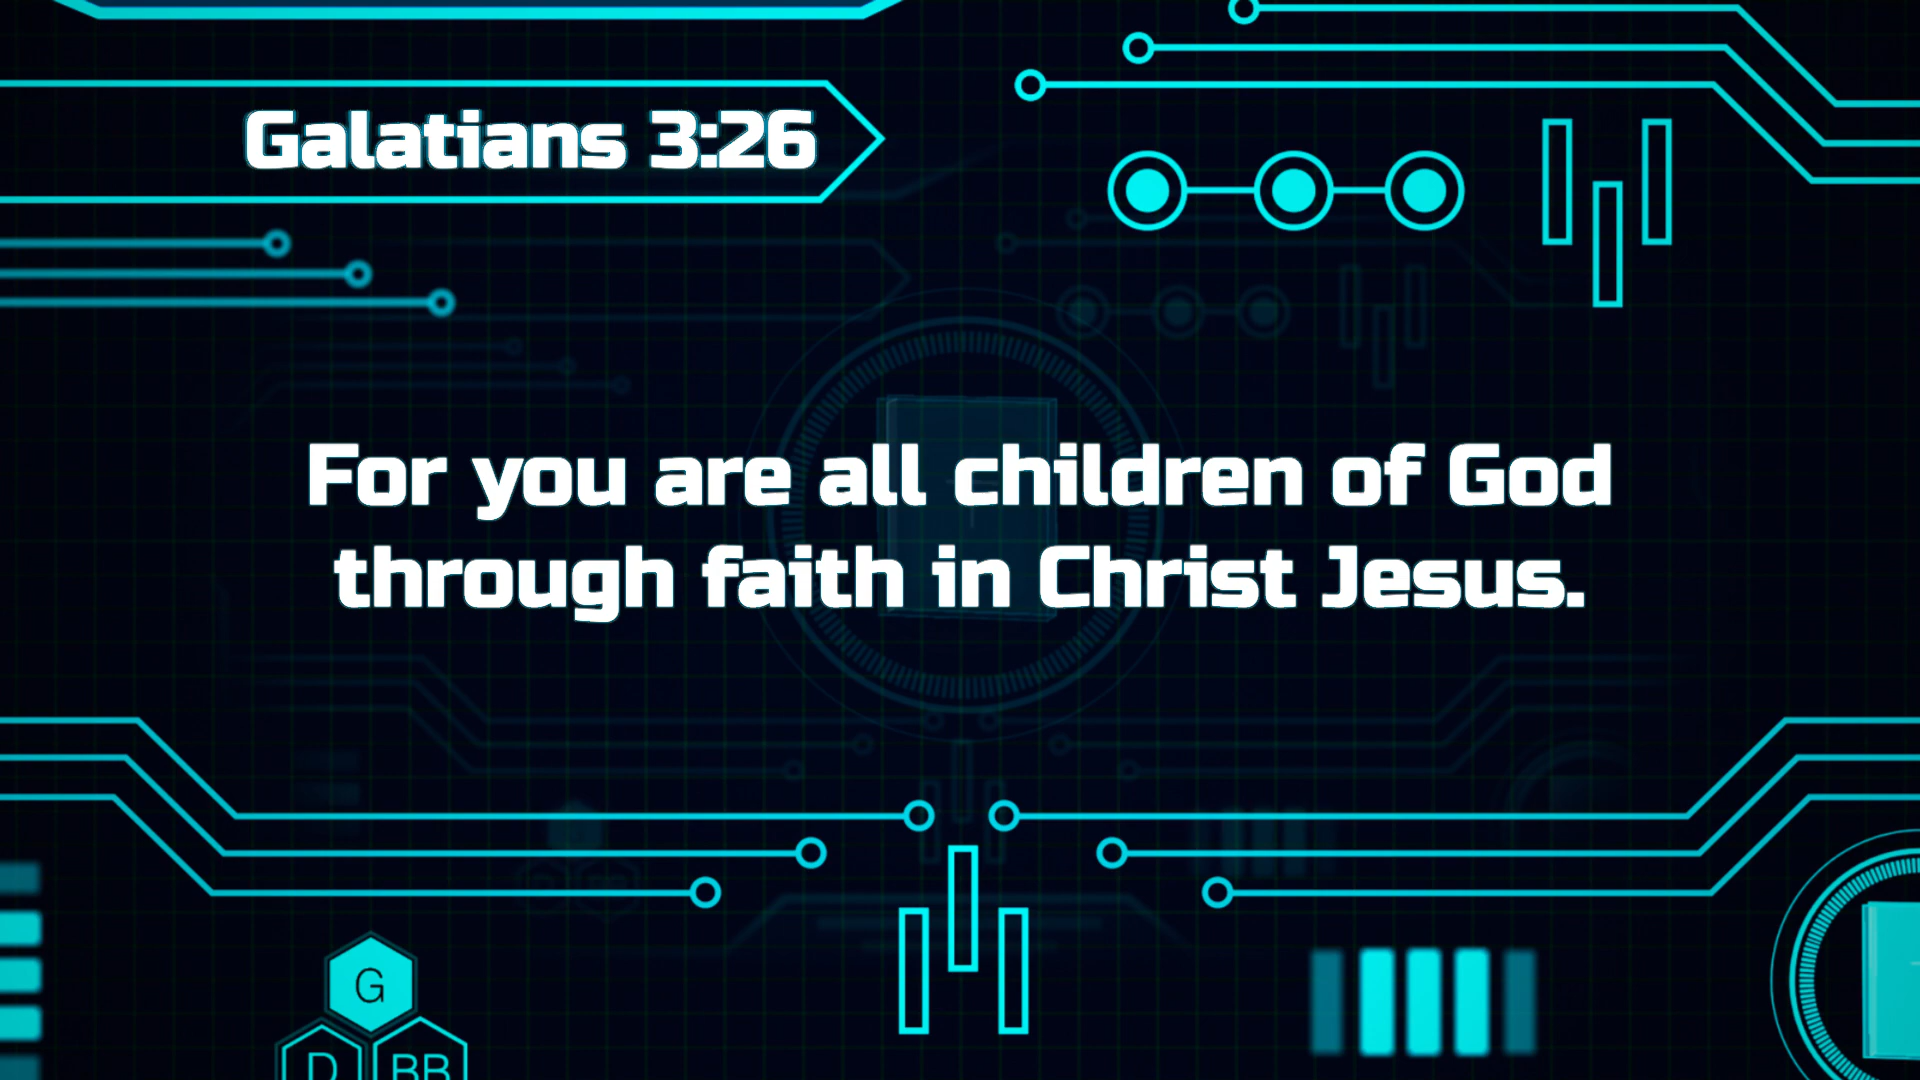 Galatians 3:26
For you are all children of God
through faith in Christ Jesus.
G
D BB